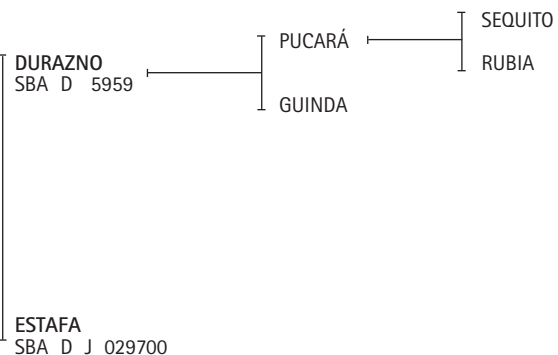 SEQUITO
PUCARÁ
RUBIA
DURAZNO
SBA D 5959
GUINDA
ESTAFA
SBA D J 029700